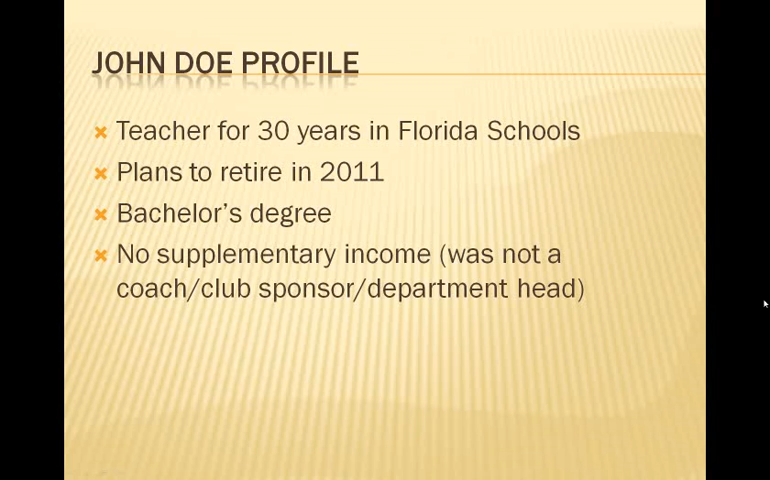 JOHN DOE PROFILE
Teacher for 30 years in Florida Schools
Plans to retire in 2011
Bachelor’s degree
No supplementary income (was not a
coach/club sponsor/department head)